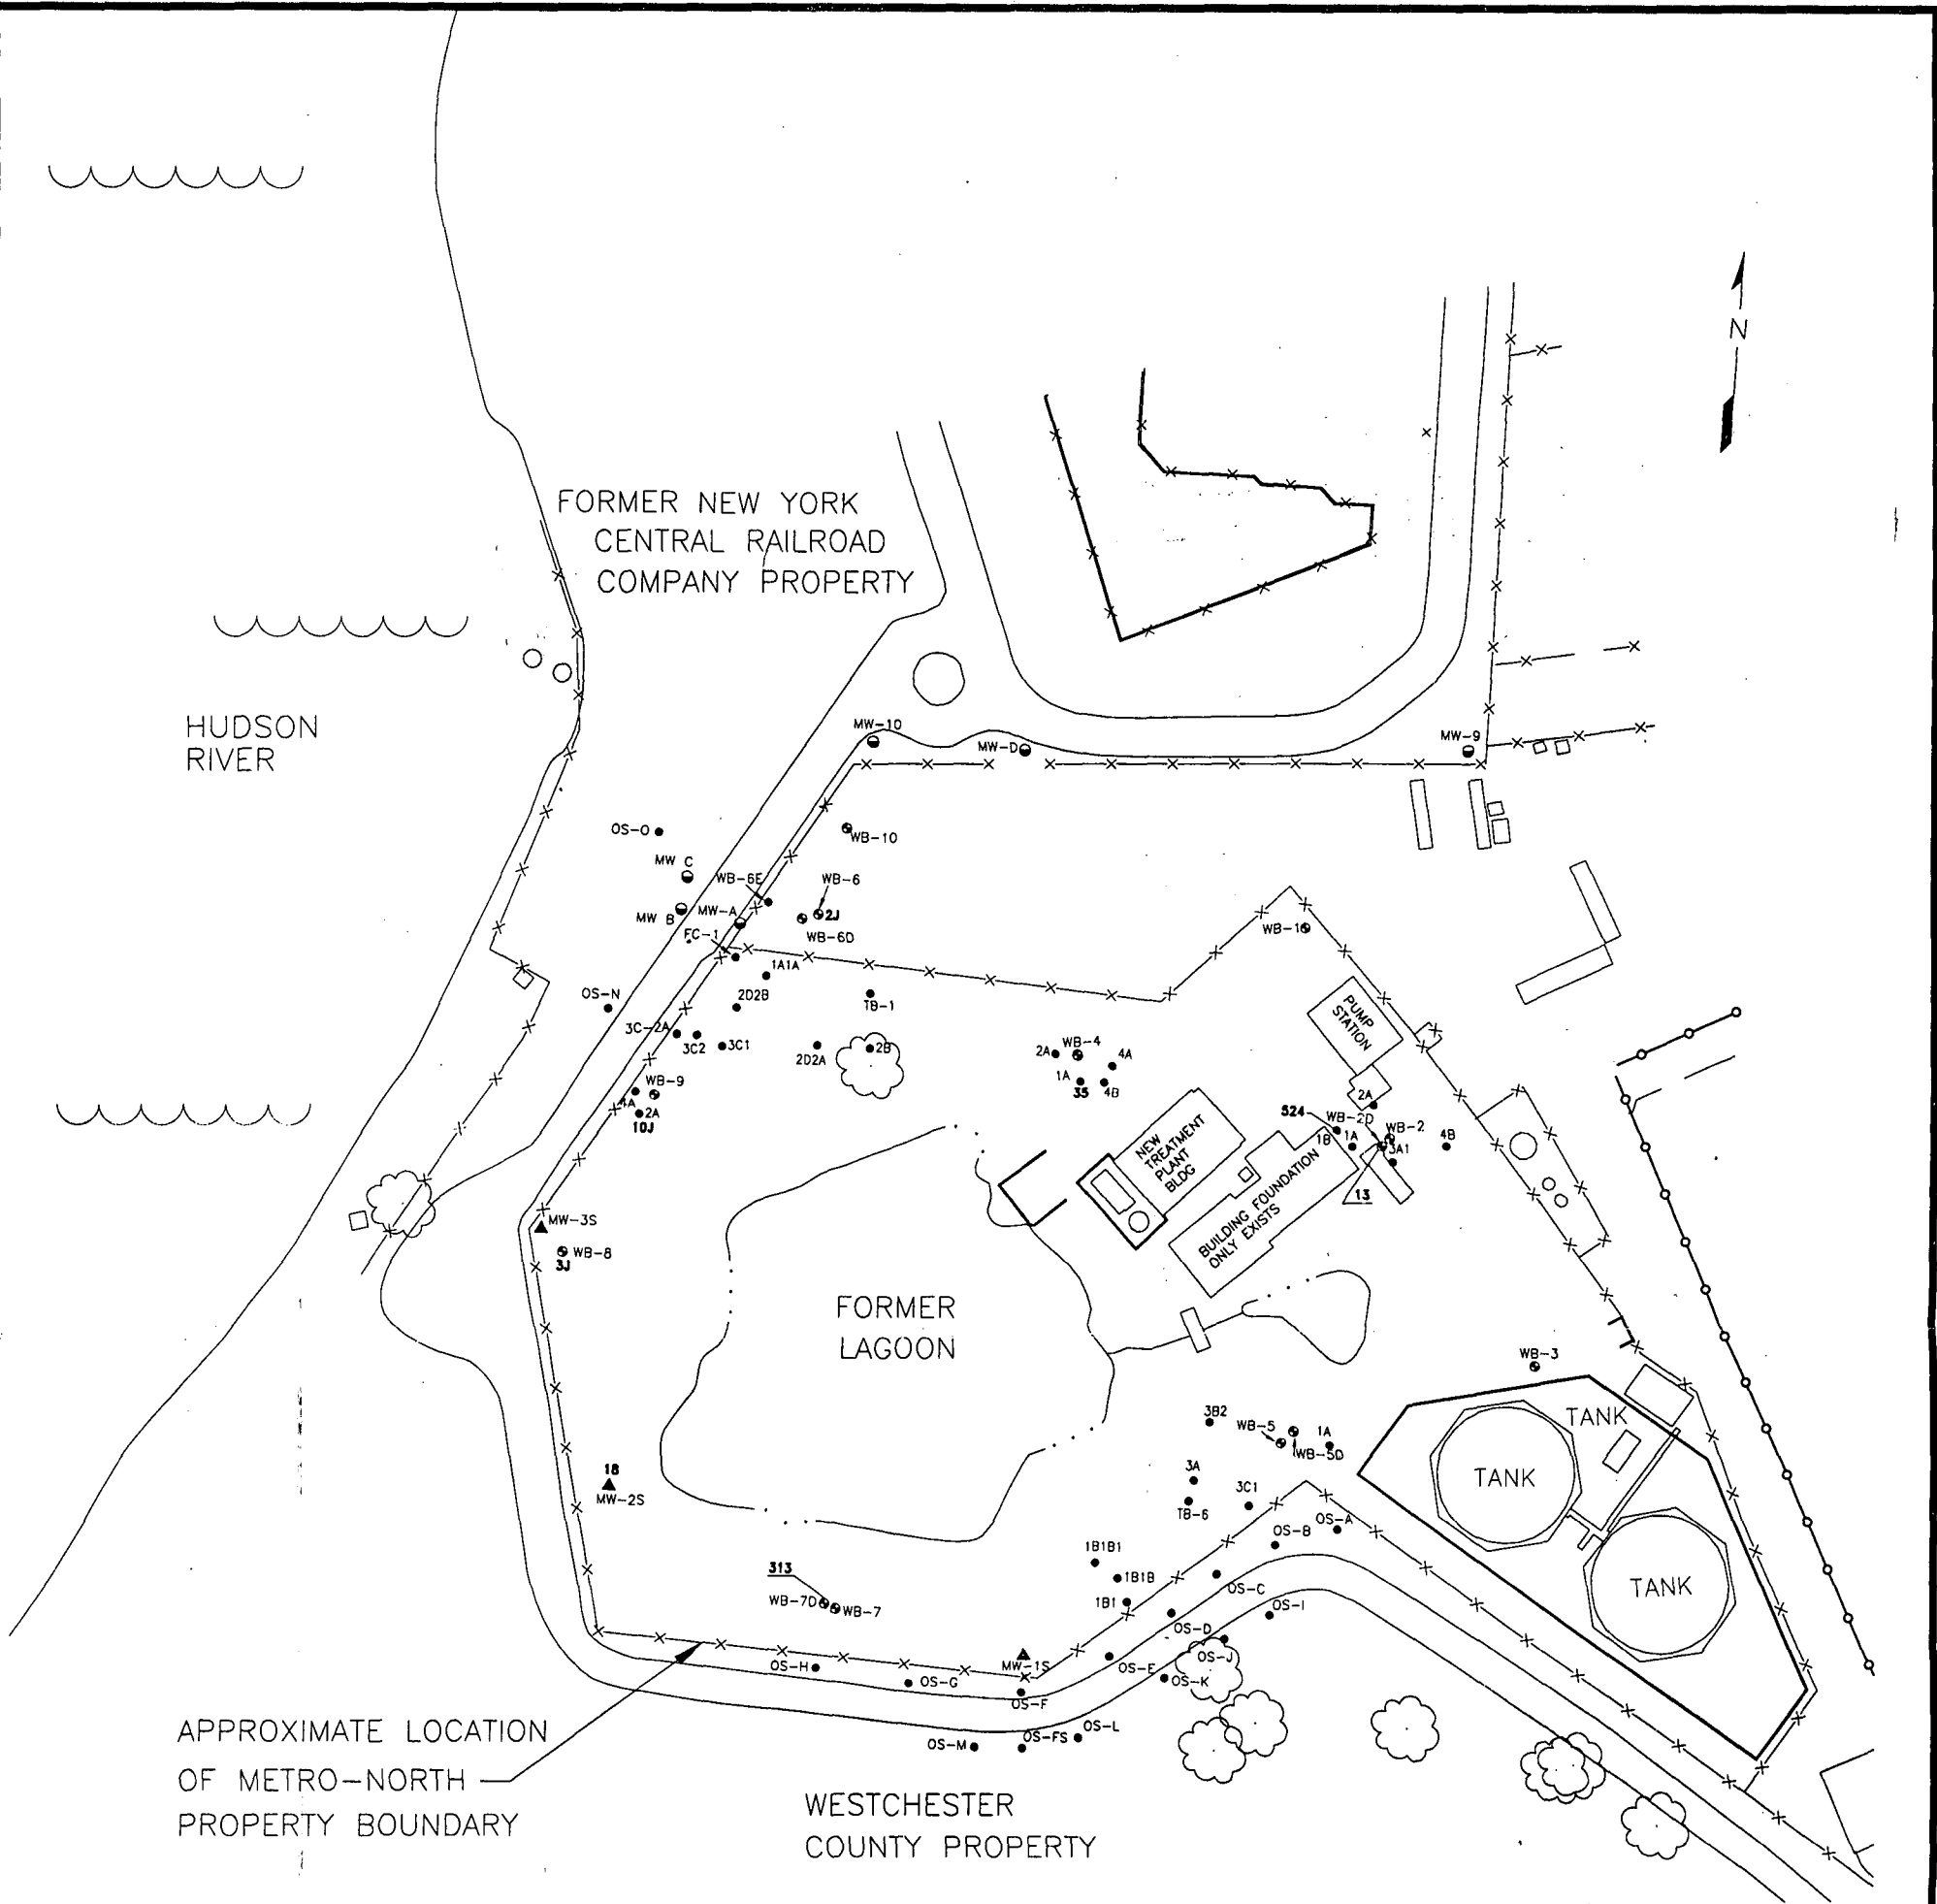 N
FORMER NEW YORK
CENTRAL RAILROAD
COMPANY PROPERTY
HUDSON
RIVER
MW-10
MW-D
MW-9
OS-O
WB-10
MW C
WB-6E
WB-6
MW B
MW-A
2J
WB-6D
FC-1
WB-1
1A1A
OS-N
2D2B
TB-1
PUMP
STATION
3C-2A
3C2
3C1
2D2A
2B
2A
WB-4
4A
1A
35
4B
WB-9
4A
2A
10J
2A
524
WB-2D
WB-2
1B
1A
3A1
4B
13
NEW
TREATMENT
PLANT
BLDG
BUILDING FOUNDATION
ONLY EXISTS
MW-3S
WB-8
3J
FORMER
LAGOON
WB-3
TANK
3B2
WB-5
1A
WB-5D
TANK
3A
3C1
TB-6
18
MW-2S
OS-A
OS-B
1B1B1
1B1B
OS-C
313
WB-7D
WB-7
1B1
OS-I
TANK
OS-D
OS-J
MW-1S
OS-H
OS-E
OS-G
OS-K
OS-F
OS-L
OS-M
OS-FS
APPROXIMATE LOCATION
OF METRO-NORTH
PROPERTY BOUNDARY
WESTCHESTER
COUNTY PROPERTY